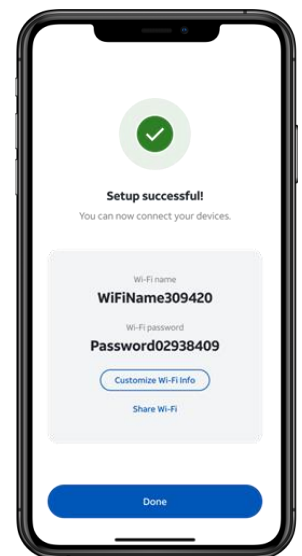 Setup successful!
You can now connect your devices.
Wi-Fi name
WiFiName309420
Wi-Fi password
Password02938409
Customize Wi-Fi Info
Share Wi-Fi
Done